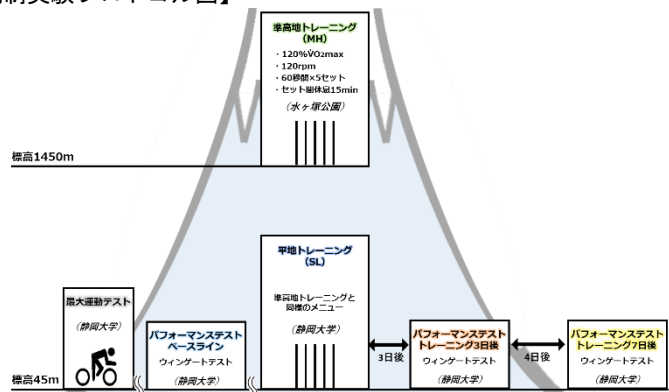 準高地トレーニング
(MH)
・120%V̇O2max
・120rpm
・60秒間×5セット
・セット間休息15min
(水ヶ塚公園)
標高1450m
平地トレーニング
(SL)
準高地トレーニングと
同様のメニュー
(静岡大学)
最大運動テスト
(静岡大学)
パフォーマンステスト
ベースライン
ウィンゲートテスト
(静岡大学)
3日後
パフォーマンステスト
トレーニング3日後
ウィンゲートテスト
(静岡大学)
4日後
パフォーマンステスト
トレーニング7日後
ウィンゲートテスト
(静岡大学)
標高45m